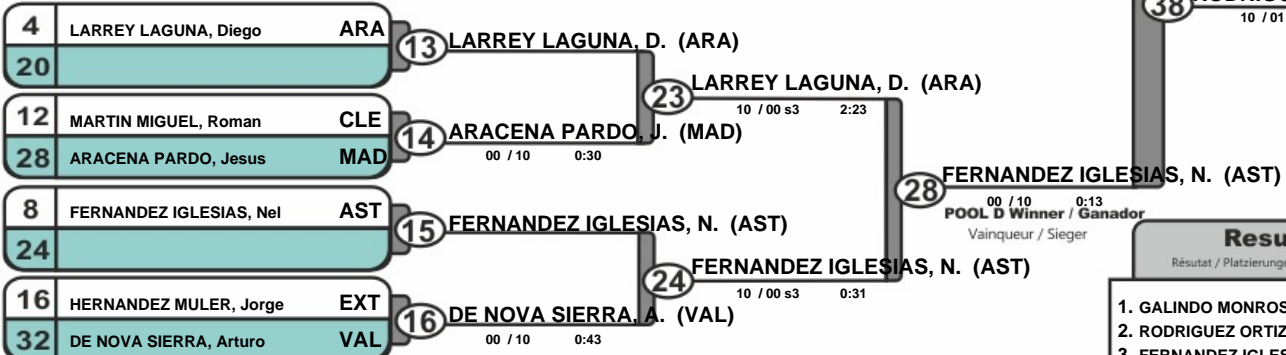 4 LARREY LAGUNA, Diego ARA
20
12 MARTIN MIGUEL, Roman CLE
28 ARACENA PARDO, Jesus MAD
8 FERNANDEZ IGLESIAS, Nel AST
24
16 HERNANDEZ MULER, Jorge EXT
32 DE NOVA SIERRA, Arturo VAL
13 LARREY LAGUNA, D. (ARA)
14 ARACENA PARDO, J. (MAD)
00 / 10 0:30
15 FERNANDEZ IGLESIAS, N. (AST)
16 DE NOVA SIERRA, A. (VAL)
00 / 10 0:43
23 LARREY LAGUNA, D. (ARA)
10 / 00 s3 2:23
24 FERNANDEZ IGLESIAS, N. (AST)
10 / 00 s3 0:31
28 FERNANDEZ IGLESIAS, N. (AST)
00 / 10 0:13
POOL D Winner / Ganador
Vainqueur / Sieger
38
10 / 01
Resu
Résutat / Platzierunge
1. GALINDO MONROS
2. RODRIGUEZ ORTIZ
3. FERNANDEZ IGLES